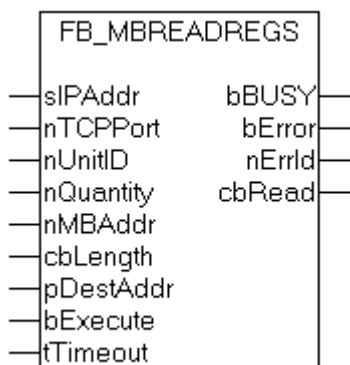 FB_MBREADREGS
sIPAddr bBUSY
nTCPPort bError
nUnitID nErrId
nQuantity cbRead
nMBAddr
cbLength
pDestAddr
bExecute
tTimeout